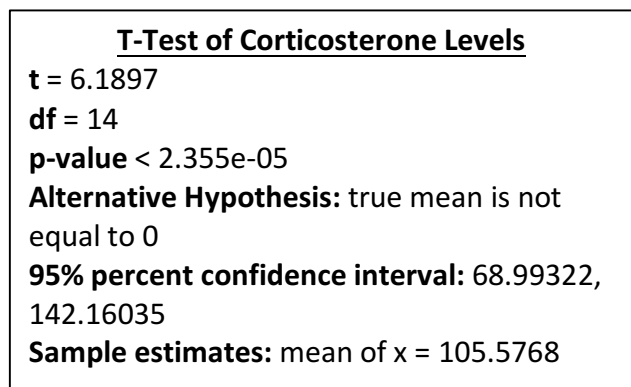 T-Test of Corticosterone Levels
t = 6.1897
df = 14
p-value < 2.355e-05
Alternative Hypothesis: true mean is not
equal to 0
95% percent confidence interval: 68.99322,
142.16035
Sample estimates: mean of x = 105.5768